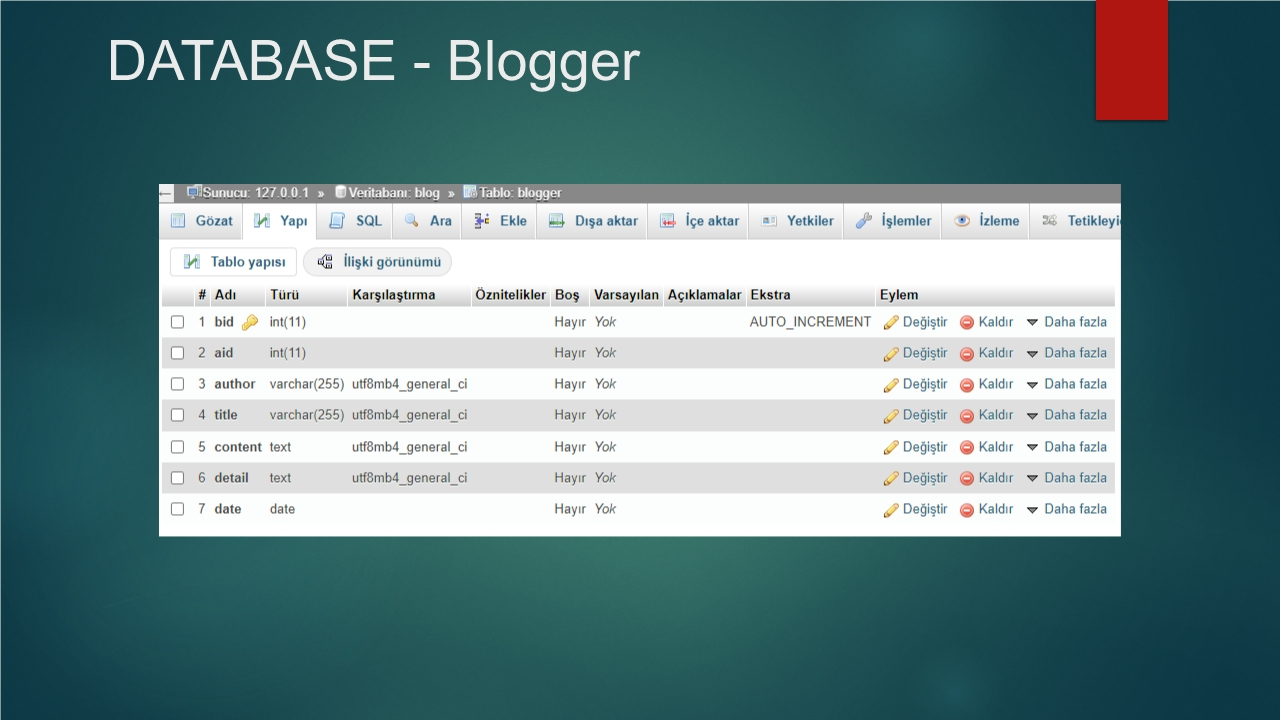 DATABASE - Blogger
Sunucu: 127.0.0.1 » Veritabanı: blog » Tablo: blogger
Gözat Yapı SQL Ara Ekle Dışa aktar İçe aktar Yetkiler İşlemler İzleme Tetikleyi
Tablo yapısı İlişki görünümü
# Adı Türü Karşılaştırma Öznitelikler Boş Varsayılan Açıklamalar Ekstra Eylem
1 bid int(11) Hayır Yok AUTO_INCREMENT Değiştir Kaldır Daha fazla
2 aid int(11) Hayır Yok Değiştir Kaldır Daha fazla
3 author varchar(255) utf8mb4_general_ci Hayır Yok Değiştir Kaldır Daha fazla
4 title varchar(255) utf8mb4_general_ci Hayır Yok Değiştir Kaldır Daha fazla
5 content text utf8mb4_general_ci Hayır Yok Değiştir Kaldır Daha fazla
6 detail text utf8mb4_general_ci Hayır Yok Değiştir Kaldır Daha fazla
7 date date Hayır Yok Değiştir Kaldır Daha fazla